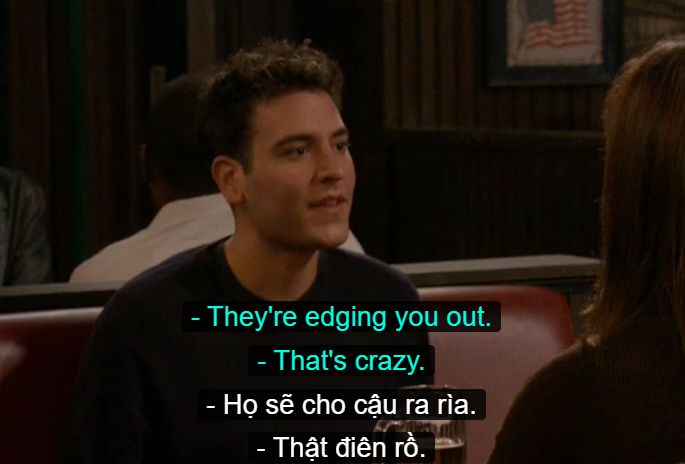 - They're edging you out.
- That's crazy.
- Họ sẽ cho cậu ra rìa.
- Thật điên rồ.